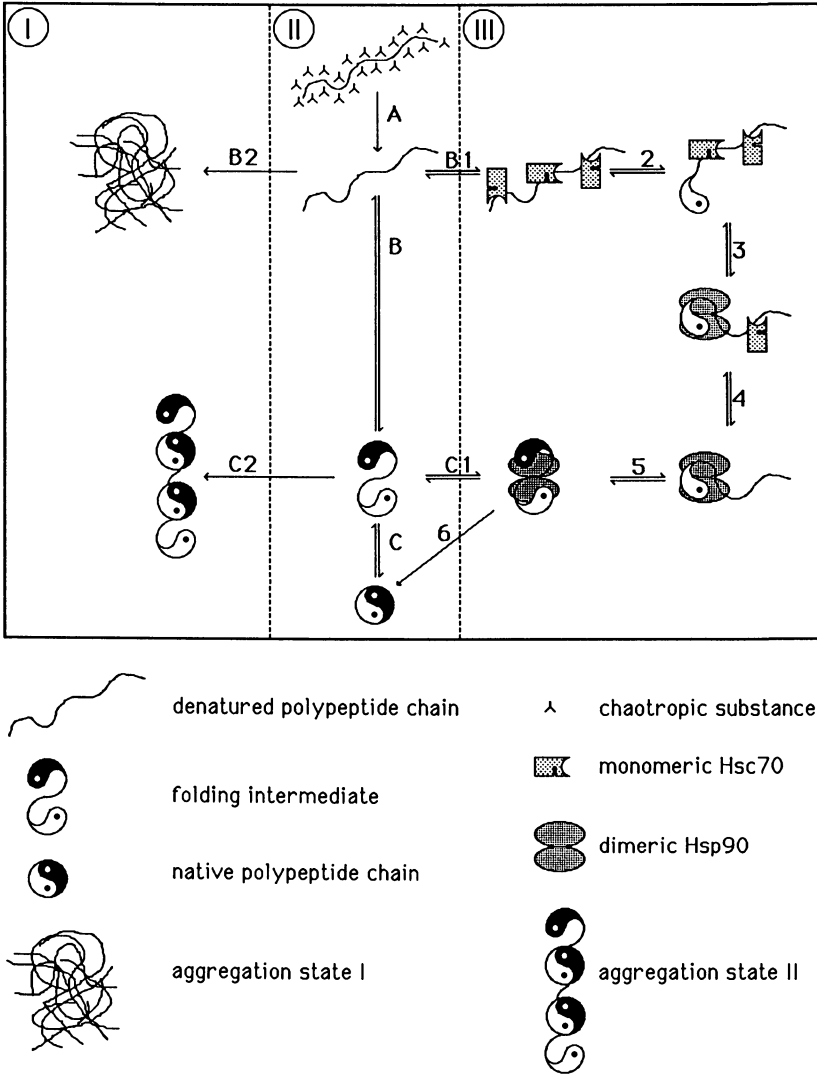 I
II
III
A
B2
B1
2
B
3
4
C2
C1
5
C
6
denatured polypeptide chain
chaotropic substance
monomeric Hsc70
folding intermediate
dimeric Hsp90
native polypeptide chain
aggregation state I
aggregation state II